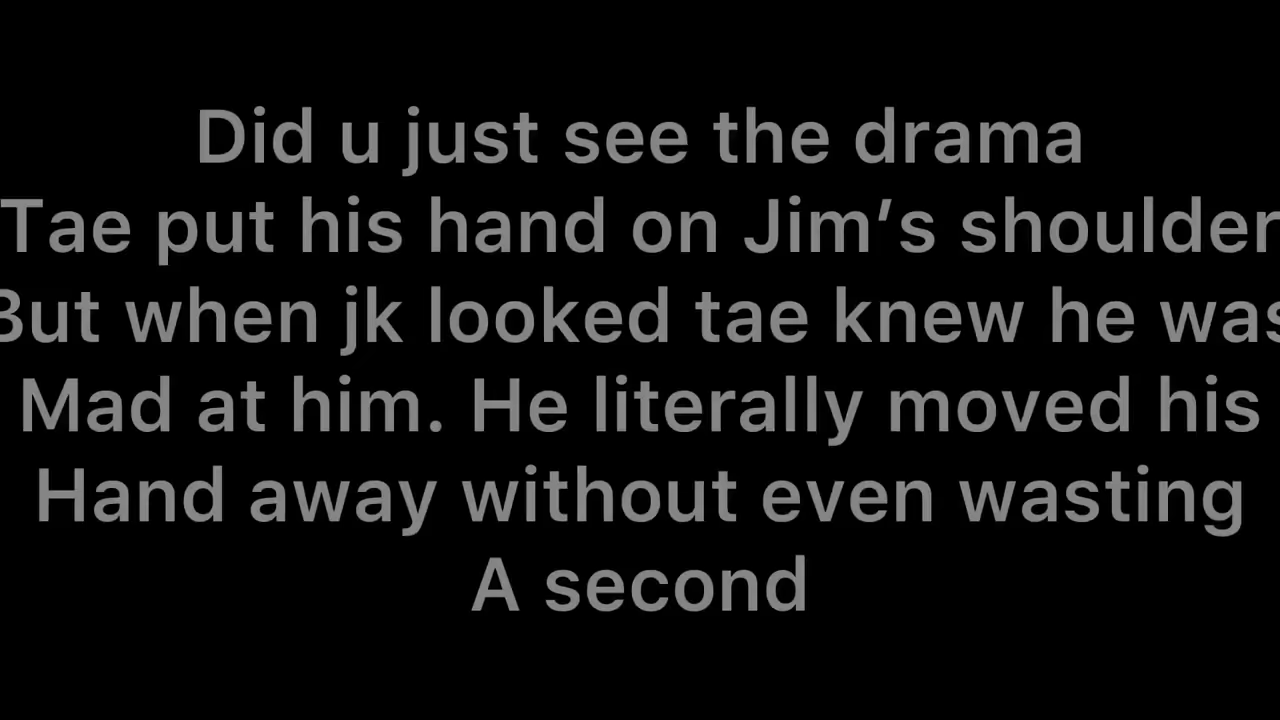 Did u just see the drama
Tae put his hand on Jim’s shoulder
But when jk looked tae knew he was
Mad at him. He literally moved his
Hand away without even wasting
A second